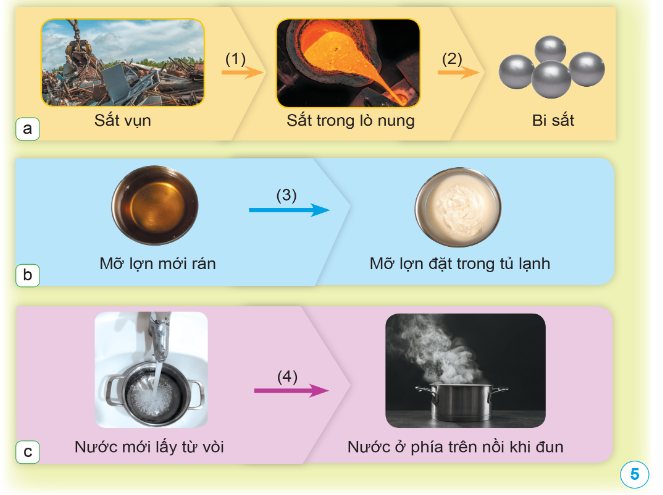 (1)
(2)
Sắt vụn
Sắt trong lò nung
Bi sắt
a
(3)
Mỡ lợn mới rán
Mỡ lợn đặt trong tủ lạnh
b
(4)
Nước mới lấy từ vòi
Nước ở phía trên nồi khi đun
c
5